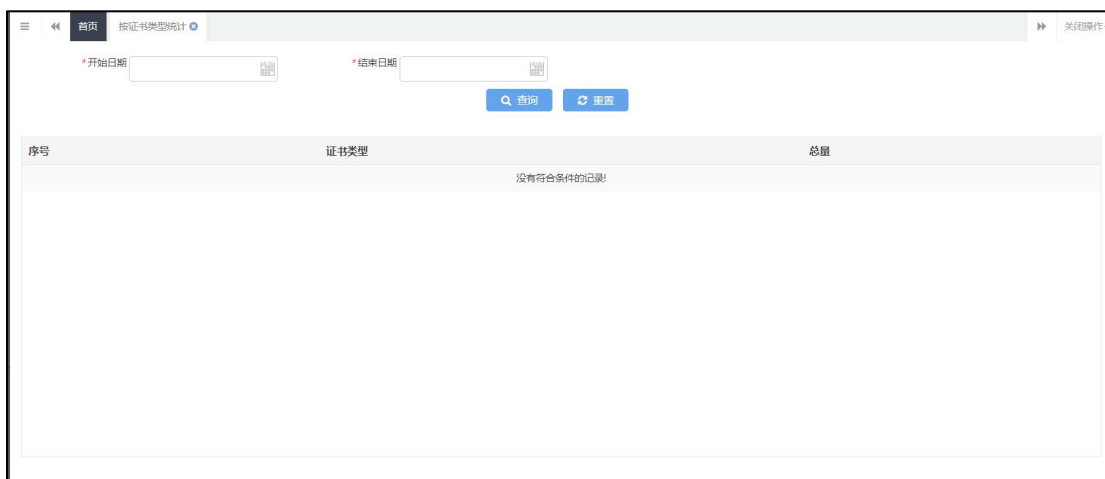 首页 按证书类型统计 关闭操作
*开始日期 *结束日期
查询 重置
序号 证书类型 总量
没有符合条件的记录!